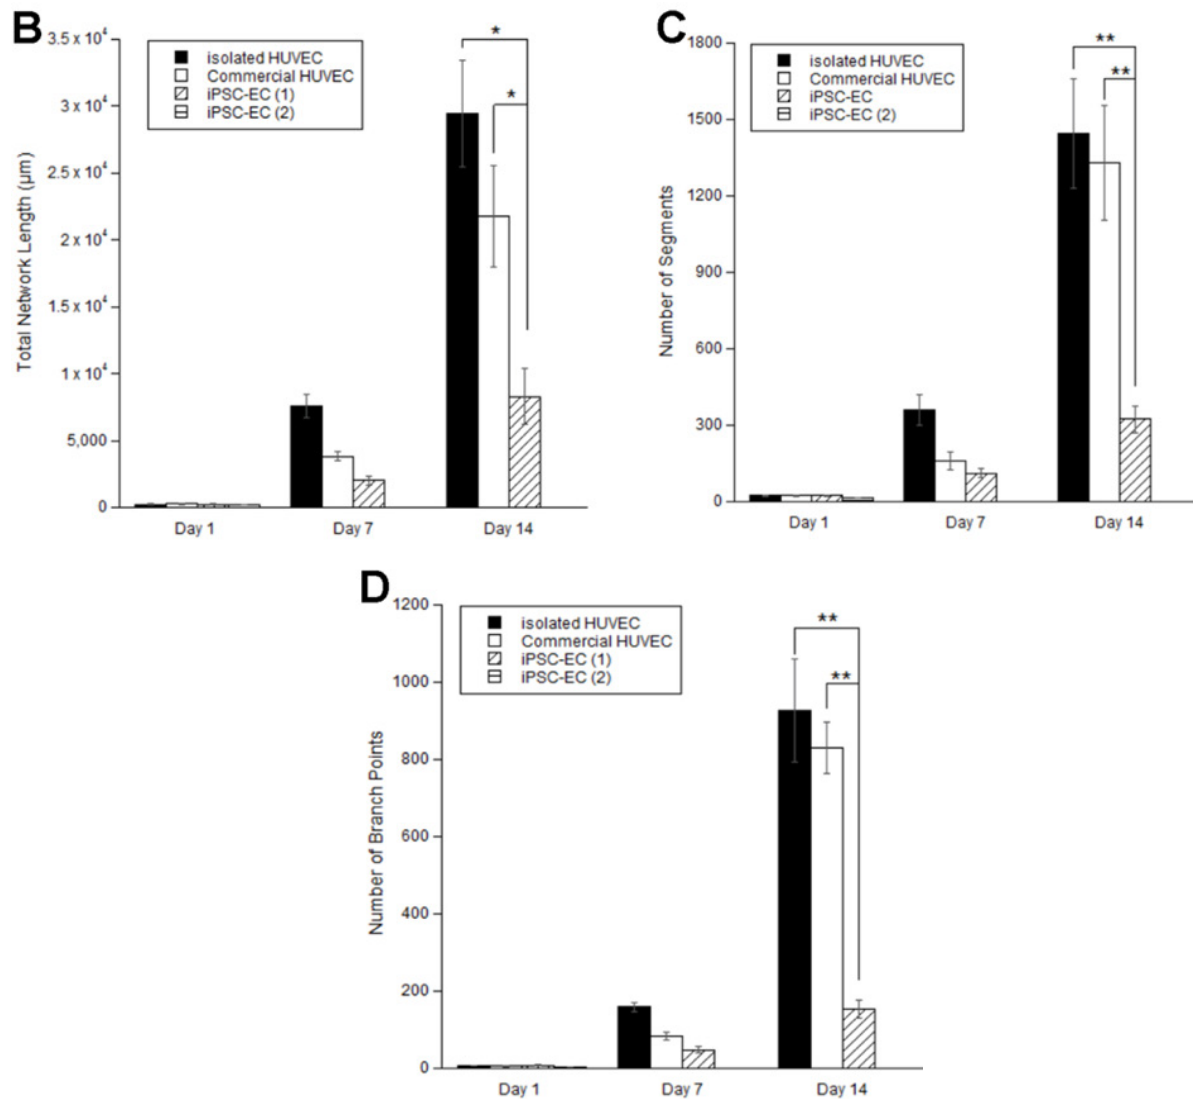 B
3.5 x 10⁴
3 x 10⁴
2.5 x 10⁴
2 x 10⁴
1.5 x 10⁴
1 x 10⁴
5,000
0
Total Network Length (µm)
isolated HUVEC
Commercial HUVEC
iPSC-EC (1)
iPSC-EC (2)
*
*
Day 1 Day 7 Day 14
C
1800
1500
1200
900
600
300
0
Number of Segments
isolated HUVEC
Commercial HUVEC
iPSC-EC
iPSC-EC (2)
**
**
Day 1 Day 7 Day 14
D
1200
1000
800
600
400
200
0
Number of Branch Points
isolated HUVEC
Commercial HUVEC
iPSC-EC (1)
iPSC-EC (2)
**
**
Day 1 Day 7 Day 14